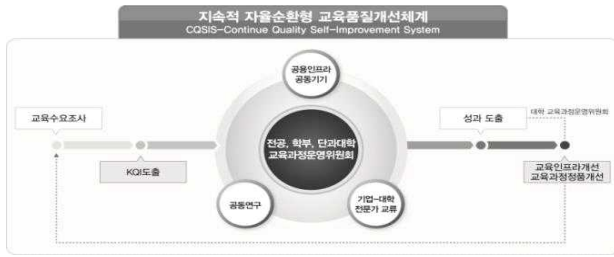 지속적 자율순환형 교육품질개선체계
CQSIS-Continue Quality Self-Improvement System
공용인프라
공동기기
교육수요조사
성과 도출
대학 교육과정운영위원회
전공, 학부, 단과대학
교육과정운영위원회
KQI도출
교육인프라개선
교육과정정품개선
공동연구
기업-대학
전문가 교류